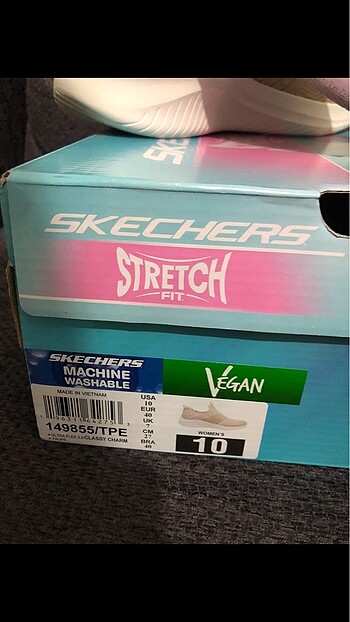 SK
SKECHERS
STRETCH
FIT
SKECHERS
MACHINE
WASHABLE
VEGAN
MADE IN VIETNAM
149855/TPE
CLASSY CHARM
USA
10
EUR
40
UK
7
CM
27
BRA
40
WOMEN'S
10